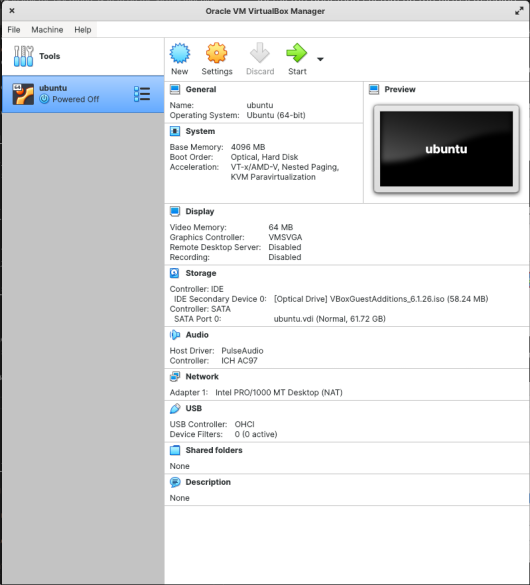 Oracle VM VirtualBox Manager
File Machine Help
Tools
ubuntu
Powered Off
New Settings Discard Start
General
Name: ubuntu
Operating System: Ubuntu (64-bit)
Preview
ubuntu
System
Base Memory: 4096 MB
Boot Order: Optical, Hard Disk
Acceleration: VT-x/AMD-V, Nested Paging,
KVM Paravirtualization
Display
Video Memory: 64 MB
Graphics Controller: VMSVGA
Remote Desktop Server: Disabled
Recording: Disabled
Storage
Controller: IDE
IDE Secondary Device 0: [Optical Drive] VBoxGuestAdditions_6.1.26.iso (58.24 MB)
Controller: SATA
SATA Port 0: ubuntu.vdi (Normal, 61.72 GB)
Audio
Host Driver: PulseAudio
Controller: ICH AC97
Network
Adapter 1: Intel PRO/1000 MT Desktop (NAT)
USB
USB Controller: OHCI
Device Filters: 0 (0 active)
Shared folders
None
Description
None